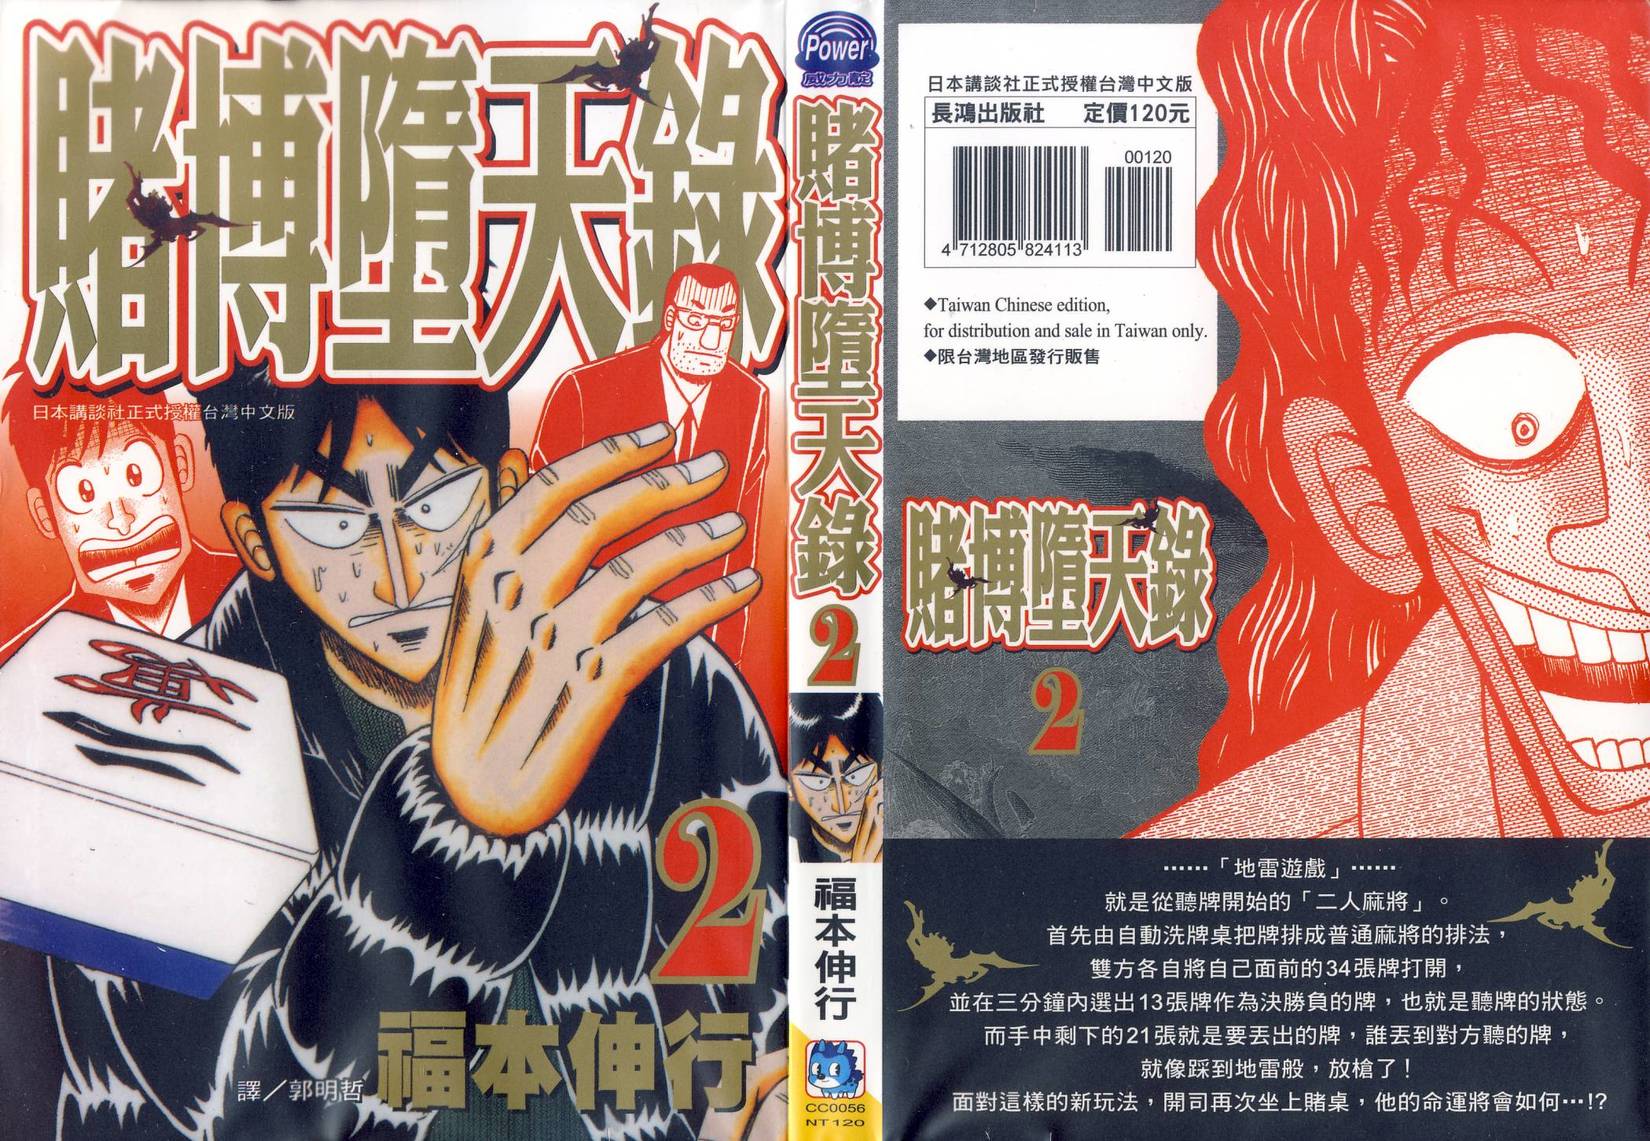 賭博墮天錄
日本講談社正式授權台灣中文版
二萬
2
福本伸行
譯／郭明哲
Power
威力誌
賭博墮天錄
2
福本伸行
CC0056
NT120
日本講談社正式授權台灣中文版
長鴻出版社 定價120元
00120
4 712805 824113
◆Taiwan Chinese edition,
for distribution and sale in Taiwan only.
◆限台灣地區發行販售
賭博墮天錄
2
……「地雷遊戲」……
就是從聽牌開始的「二人麻將」。
首先由自動洗牌桌把牌排成普通麻將的排法，
雙方各自將自己面前的34張牌打開，
並在三分鐘內選出13張牌作為決勝負的牌，也就是聽牌的狀態。
而手中剩下的21張就是要丟出的牌，誰丟到對方聽的牌，
就像踩到地雷般，放槍了！
面對這樣的新玩法，開司再次坐上賭桌，他的命運將會如何…!?